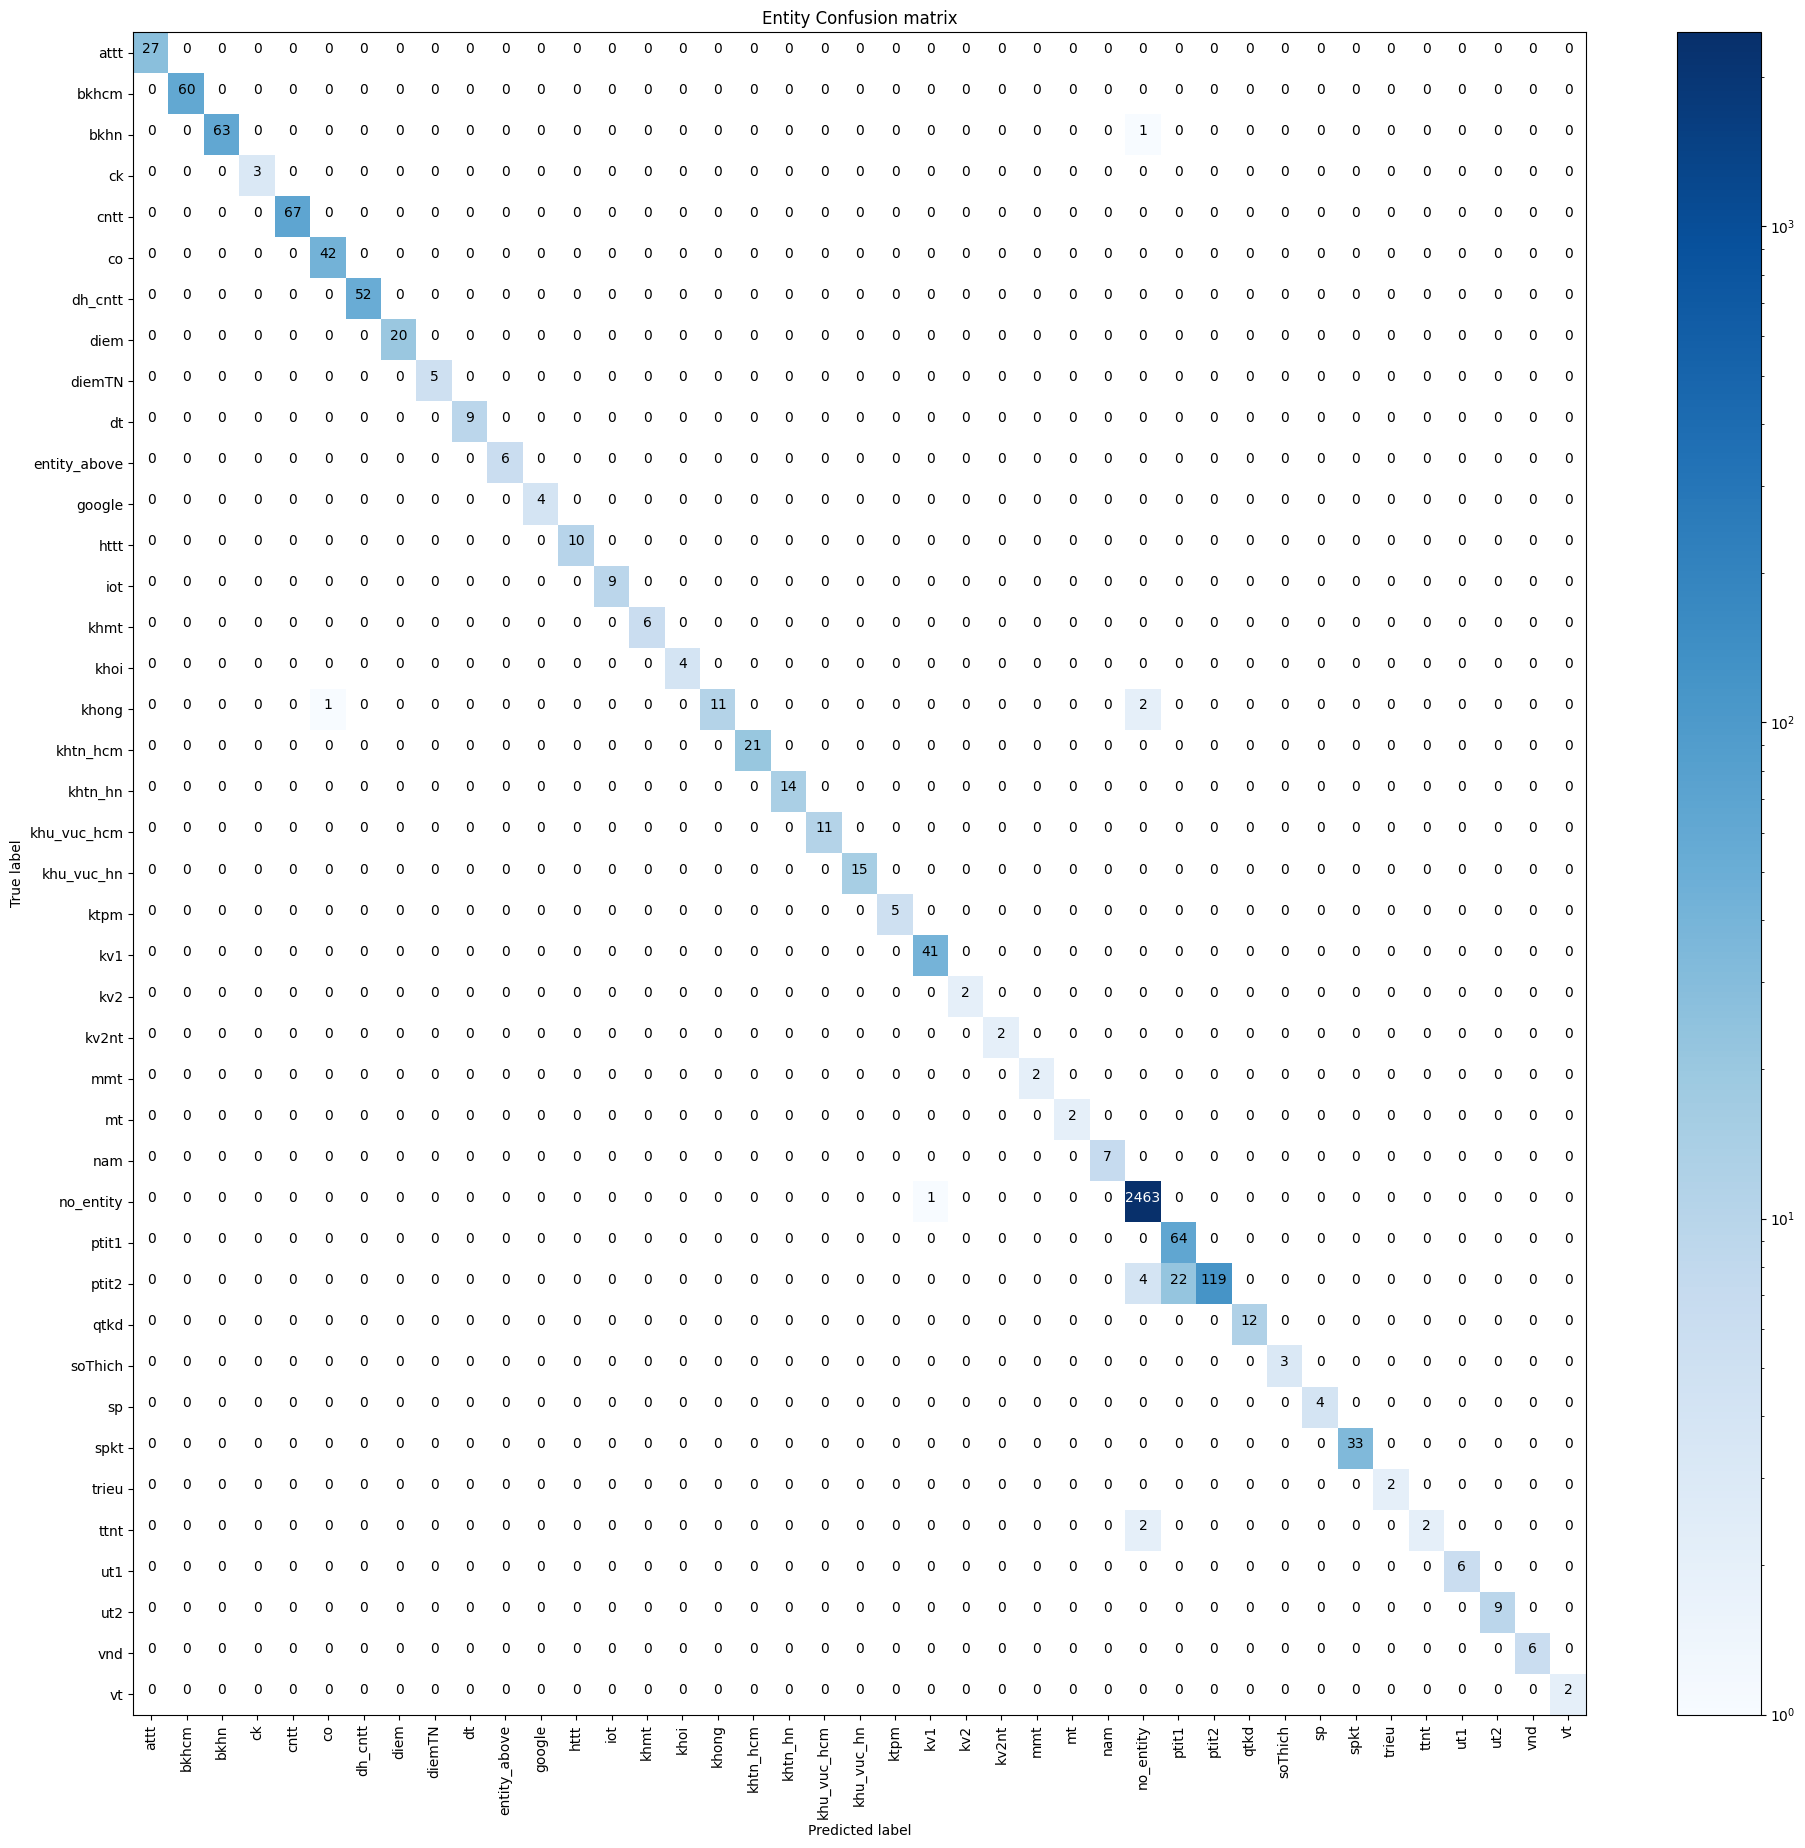 Entity Confusion matrix
attt 27 0 0 0 0 0 0 0 0 0 0 0 0 0 0 0 0 0 0 0 0 0 0 0 0 0 0 0 0 0 0 0 0 0 0 0 0 0 0 0 0
bkhcm 0 60 0 0 0 0 0 0 0 0 0 0 0 0 0 0 0 0 0 0 0 0 0 0 0 0 0 0 0 0 0 0 0 0 0 0 0 0 0 0 0
bkhn 0 0 63 0 0 0 0 0 0 0 0 0 0 0 0 0 0 0 0 0 0 0 0 0 0 0 0 0 1 0 0 0 0 0 0 0 0 0 0 0 0
ck 0 0 0 3 0 0 0 0 0 0 0 0 0 0 0 0 0 0 0 0 0 0 0 0 0 0 0 0 0 0 0 0 0 0 0 0 0 0 0 0 0
cntt 0 0 0 0 67 0 0 0 0 0 0 0 0 0 0 0 0 0 0 0 0 0 0 0 0 0 0 0 0 0 0 0 0 0 0 0 0 0 0 0 0
co 0 0 0 0 0 42 0 0 0 0 0 0 0 0 0 0 0 0 0 0 0 0 0 0 0 0 0 0 0 0 0 0 0 0 0 0 0 0 0 0 0
dh_cntt 0 0 0 0 0 0 52 0 0 0 0 0 0 0 0 0 0 0 0 0 0 0 0 0 0 0 0 0 0 0 0 0 0 0 0 0 0 0 0 0 0
diem 0 0 0 0 0 0 0 20 0 0 0 0 0 0 0 0 0 0 0 0 0 0 0 0 0 0 0 0 0 0 0 0 0 0 0 0 0 0 0 0 0
diemTN 0 0 0 0 0 0 0 0 5 0 0 0 0 0 0 0 0 0 0 0 0 0 0 0 0 0 0 0 0 0 0 0 0 0 0 0 0 0 0 0 0
dt 0 0 0 0 0 0 0 0 0 9 0 0 0 0 0 0 0 0 0 0 0 0 0 0 0 0 0 0 0 0 0 0 0 0 0 0 0 0 0 0 0
entity_above 0 0 0 0 0 0 0 0 0 0 6 0 0 0 0 0 0 0 0 0 0 0 0 0 0 0 0 0 0 0 0 0 0 0 0 0 0 0 0 0 0
google 0 0 0 0 0 0 0 0 0 0 0 4 0 0 0 0 0 0 0 0 0 0 0 0 0 0 0 0 0 0 0 0 0 0 0 0 0 0 0 0 0
httt 0 0 0 0 0 0 0 0 0 0 0 0 10 0 0 0 0 0 0 0 0 0 0 0 0 0 0 0 0 0 0 0 0 0 0 0 0 0 0 0 0
iot 0 0 0 0 0 0 0 0 0 0 0 0 0 9 0 0 0 0 0 0 0 0 0 0 0 0 0 0 0 0 0 0 0 0 0 0 0 0 0 0 0
khmt 0 0 0 0 0 0 0 0 0 0 0 0 0 0 6 0 0 0 0 0 0 0 0 0 0 0 0 0 0 0 0 0 0 0 0 0 0 0 0 0 0
khoi 0 0 0 0 0 0 0 0 0 0 0 0 0 0 0 4 0 0 0 0 0 0 0 0 0 0 0 0 0 0 0 0 0 0 0 0 0 0 0 0 0
khong 0 0 0 0 0 1 0 0 0 0 0 0 0 0 0 0 11 0 0 0 0 0 0 0 0 0 0 0 2 0 0 0 0 0 0 0 0 0 0 0 0
khtn_hcm 0 0 0 0 0 0 0 0 0 0 0 0 0 0 0 0 0 21 0 0 0 0 0 0 0 0 0 0 0 0 0 0 0 0 0 0 0 0 0 0 0
khtn_hn 0 0 0 0 0 0 0 0 0 0 0 0 0 0 0 0 0 0 14 0 0 0 0 0 0 0 0 0 0 0 0 0 0 0 0 0 0 0 0 0 0
khu_vuc_hcm 0 0 0 0 0 0 0 0 0 0 0 0 0 0 0 0 0 0 0 11 0 0 0 0 0 0 0 0 0 0 0 0 0 0 0 0 0 0 0 0 0
khu_vuc_hn 0 0 0 0 0 0 0 0 0 0 0 0 0 0 0 0 0 0 0 0 15 0 0 0 0 0 0 0 0 0 0 0 0 0 0 0 0 0 0 0 0
ktpm 0 0 0 0 0 0 0 0 0 0 0 0 0 0 0 0 0 0 0 0 0 5 0 0 0 0 0 0 0 0 0 0 0 0 0 0 0 0 0 0 0
kv1 0 0 0 0 0 0 0 0 0 0 0 0 0 0 0 0 0 0 0 0 0 0 41 0 0 0 0 0 0 0 0 0 0 0 0 0 0 0 0 0 0
kv2 0 0 0 0 0 0 0 0 0 0 0 0 0 0 0 0 0 0 0 0 0 0 0 2 0 0 0 0 0 0 0 0 0 0 0 0 0 0 0 0 0
kv2nt 0 0 0 0 0 0 0 0 0 0 0 0 0 0 0 0 0 0 0 0 0 0 0 0 2 0 0 0 0 0 0 0 0 0 0 0 0 0 0 0 0
mmt 0 0 0 0 0 0 0 0 0 0 0 0 0 0 0 0 0 0 0 0 0 0 0 0 0 2 0 0 0 0 0 0 0 0 0 0 0 0 0 0 0
mt 0 0 0 0 0 0 0 0 0 0 0 0 0 0 0 0 0 0 0 0 0 0 0 0 0 0 2 0 0 0 0 0 0 0 0 0 0 0 0 0 0
nam 0 0 0 0 0 0 0 0 0 0 0 0 0 0 0 0 0 0 0 0 0 0 0 0 0 0 0 7 0 0 0 0 0 0 0 0 0 0 0 0 0
no_entity 0 0 0 0 0 0 0 0 0 0 0 0 0 0 0 0 0 0 0 0 0 0 1 0 0 0 0 0 2463 0 0 0 0 0 0 0 0 0 0 0 0
ptit1 0 0 0 0 0 0 0 0 0 0 0 0 0 0 0 0 0 0 0 0 0 0 0 0 0 0 0 0 0 64 0 0 0 0 0 0 0 0 0 0 0
ptit2 0 0 0 0 0 0 0 0 0 0 0 0 0 0 0 0 0 0 0 0 0 0 0 0 0 0 0 0 4 22 119 0 0 0 0 0 0 0 0 0 0
qtkd 0 0 0 0 0 0 0 0 0 0 0 0 0 0 0 0 0 0 0 0 0 0 0 0 0 0 0 0 0 0 0 12 0 0 0 0 0 0 0 0 0
soThich 0 0 0 0 0 0 0 0 0 0 0 0 0 0 0 0 0 0 0 0 0 0 0 0 0 0 0 0 0 0 0 0 3 0 0 0 0 0 0 0 0
sp 0 0 0 0 0 0 0 0 0 0 0 0 0 0 0 0 0 0 0 0 0 0 0 0 0 0 0 0 0 0 0 0 0 4 0 0 0 0 0 0 0
spkt 0 0 0 0 0 0 0 0 0 0 0 0 0 0 0 0 0 0 0 0 0 0 0 0 0 0 0 0 0 0 0 0 0 0 33 0 0 0 0 0 0
trieu 0 0 0 0 0 0 0 0 0 0 0 0 0 0 0 0 0 0 0 0 0 0 0 0 0 0 0 0 0 0 0 0 0 0 0 2 0 0 0 0 0
ttnt 0 0 0 0 0 0 0 0 0 0 0 0 0 0 0 0 0 0 0 0 0 0 0 0 0 0 0 0 2 0 0 0 0 0 0 0 2 0 0 0 0
ut1 0 0 0 0 0 0 0 0 0 0 0 0 0 0 0 0 0 0 0 0 0 0 0 0 0 0 0 0 0 0 0 0 0 0 0 0 0 6 0 0 0
ut2 0 0 0 0 0 0 0 0 0 0 0 0 0 0 0 0 0 0 0 0 0 0 0 0 0 0 0 0 0 0 0 0 0 0 0 0 0 0 9 0 0
vnd 0 0 0 0 0 0 0 0 0 0 0 0 0 0 0 0 0 0 0 0 0 0 0 0 0 0 0 0 0 0 0 0 0 0 0 0 0 0 0 6 0
vt 0 0 0 0 0 0 0 0 0 0 0 0 0 0 0 0 0 0 0 0 0 0 0 0 0 0 0 0 0 0 0 0 0 0 0 0 0 0 0 0 2
attt bkhcm bkhn ck cntt co dh_cntt diem diemTN dt entity_above google httt iot khmt khoi khong khtn_hcm khtn_hn khu_vuc_hcm khu_vuc_hn ktpm kv1 kv2 kv2nt mmt mt nam no_entity ptit1 ptit2 qtkd soThich sp spkt trieu ttnt ut1 ut2 vnd vt
Predicted label
True label
10³
10²
10¹
10⁰